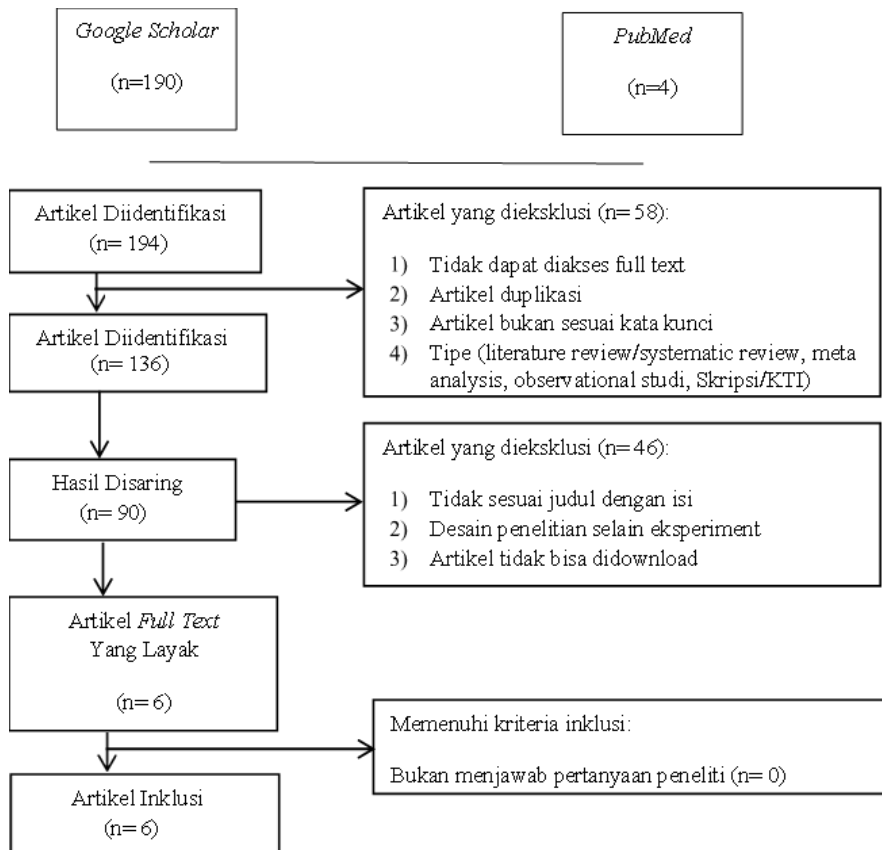 Google Scholar
(n=190)
PubMed
(n=4)
Artikel Diidentifikasi
(n= 194)
Artikel yang dieksklusi (n= 58):
1) Tidak dapat diakses full text
2) Artikel duplikasi
3) Artikel bukan sesuai kata kunci
4) Tipe (literature review/systematic review, meta
analysis, observational studi, Skripsi/KTI)
Artikel Diidentifikasi
(n= 136)
Artikel yang dieksklusi (n= 46):
1) Tidak sesuai judul dengan isi
2) Desain penelitian selain eksperiment
3) Artikel tidak bisa didownload
Hasil Disaring
(n= 90)
Artikel Full Text
Yang Layak
(n= 6)
Memenuhi kriteria inklusi:
Bukan menjawab pertanyaan peneliti (n= 0)
Artikel Inklusi
(n= 6)